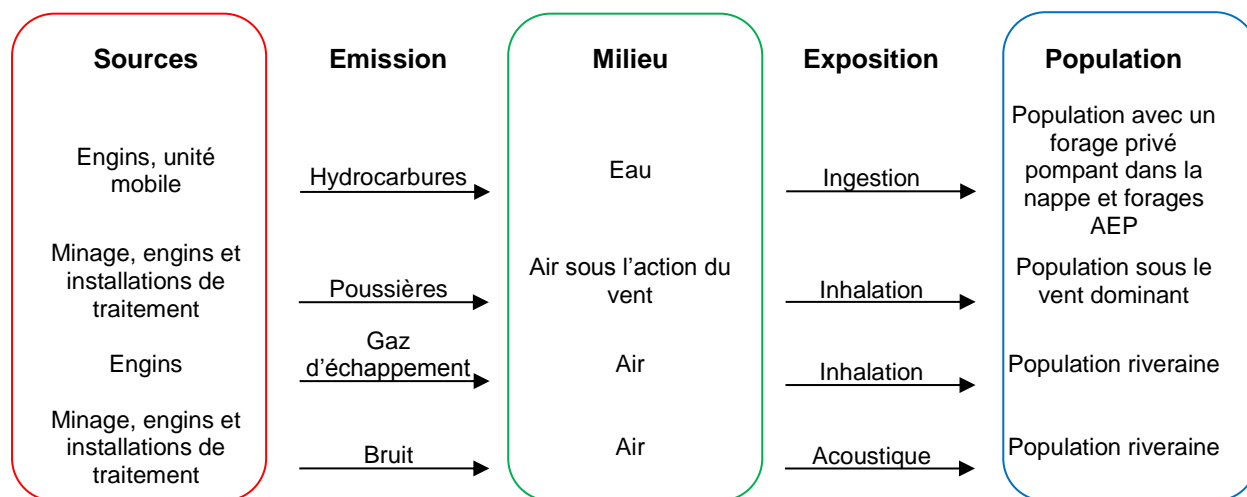 Sources Emission Milieu Exposition Population
Engins, unité
mobile
Hydrocarbures
Eau
Ingestion
Population avec un
forage privé
pompant dans la
nappe et forages
AEP
Minage, engins et
installations de
traitement
Poussières
Air sous l’action du
vent
Inhalation
Population sous le
vent dominant
Engins
Gaz
d’échappement
Air
Inhalation
Population riveraine
Minage, engins et
installations de
traitement
Bruit
Air
Acoustique
Population riveraine